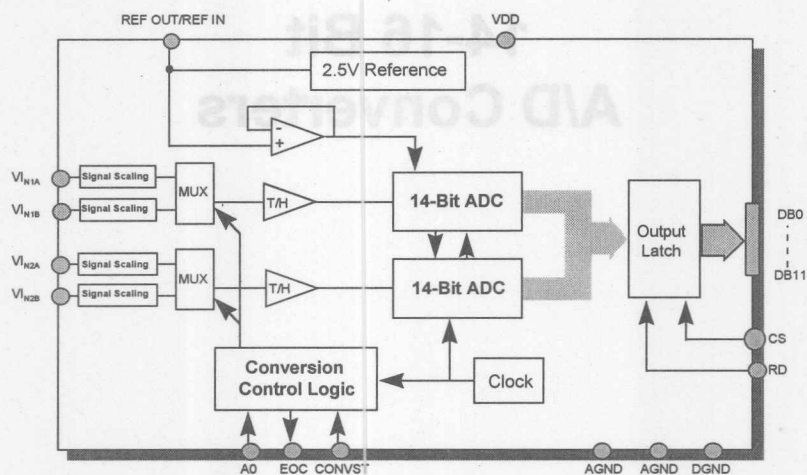 REF OUT/REF IN
VDD
14-16 Bit
A/D Converters
2.5V Reference
-
+
VIN1A
Signal Scaling
MUX
T/H
14-Bit ADC
VIN1B
Signal Scaling
Output
Latch
DB0
DB11
VIN2A
Signal Scaling
MUX
T/H
14-Bit ADC
VIN2B
Signal Scaling
CS
RD
Conversion
Control Logic
Clock
A0
EOC
CONVST
AGND
AGND
DGND